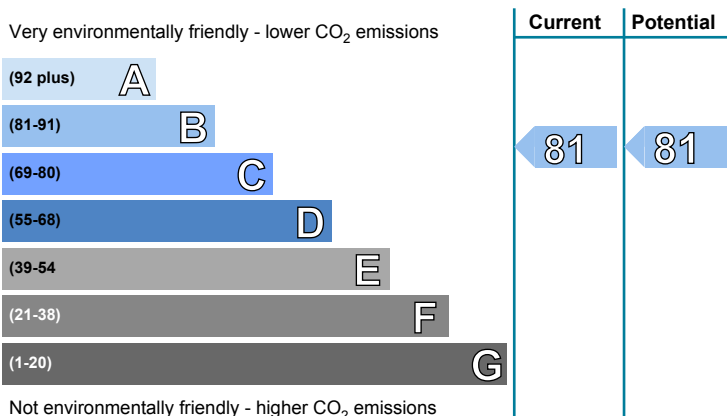 Very environmentally friendly - lower CO2 emissions
Current
Potential
(92 plus) A
(81-91) B
81
81
(69-80) C
(55-68) D
(39-54 E
(21-38) F
(1-20) G
Not environmentally friendly - higher CO2 emissions